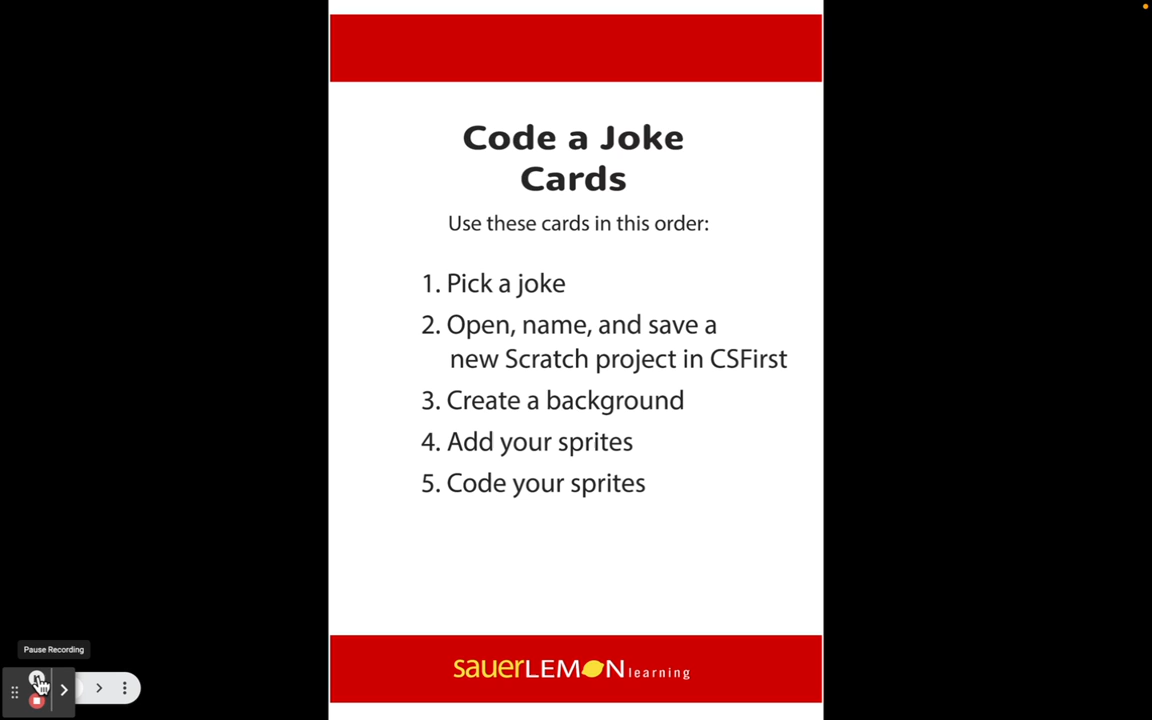 Code a Joke
Cards
Use these cards in this order:
1. Pick a joke
2. Open, name, and save a
new Scratch project in CSFirst
3. Create a background
4. Add your sprites
5. Code your sprites
Pause Recording
sauerLEMON learning